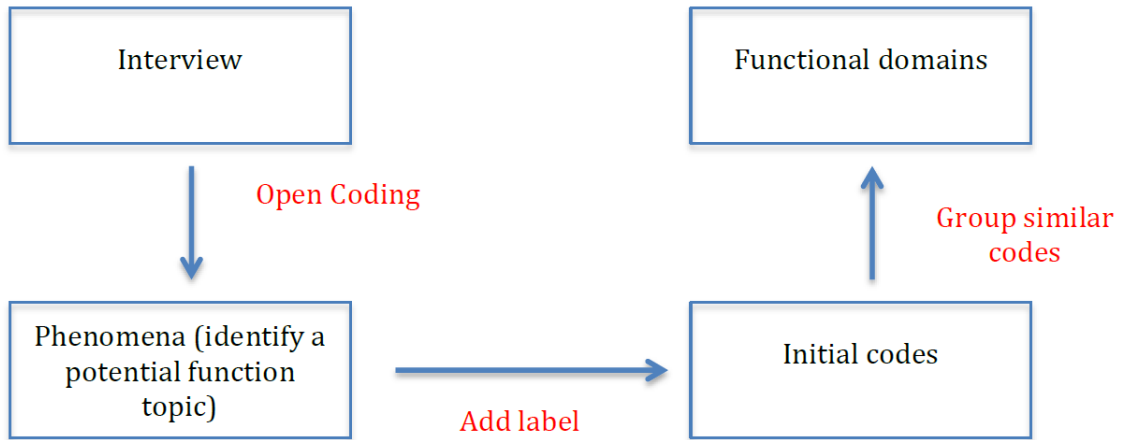 Interview
Functional domains
Open Coding
Group similar
codes
Phenomena (identify a
potential function
topic)
Initial codes
Add label